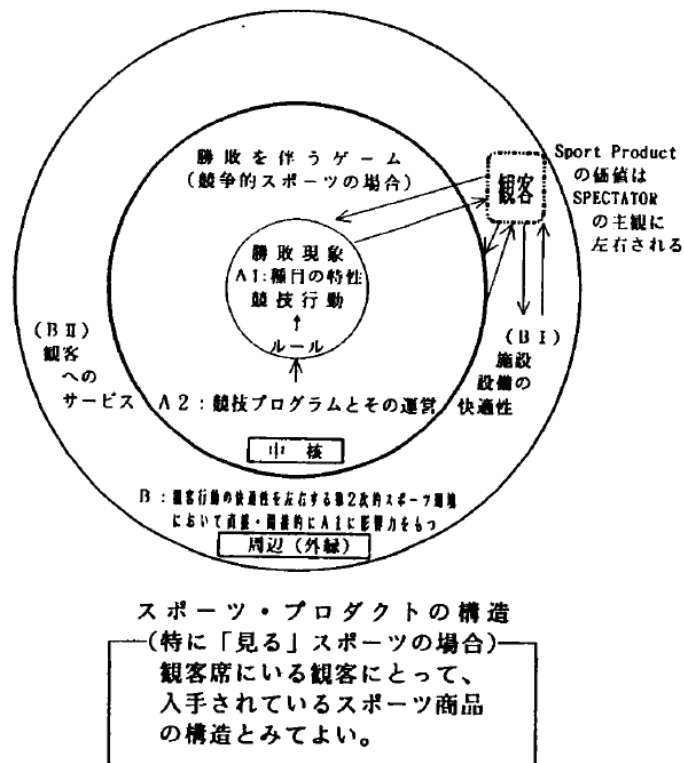 勝敗を伴うゲーム
(競争的スポーツの場合)
観客
Sport Product
の価値は
SPECTATOR
の主観に
左右される
勝敗現象
A1:種目の特性
競技行動
↑
ルール
(BⅡ)
観客
への
サービス
(BⅠ)
施設
設備の
快適性
A2:競技プログラムとその運営
中核
B:観客行動の快適性を左右する第2次的スポーツ環境
において直接・間接的にA1に影響力をもつ
周辺(外縁)
スポーツ・プロダクトの構造
(特に「見る」スポーツの場合)
観客席にいる観客にとって、
入手されているスポーツ商品
の構造とみてよい。